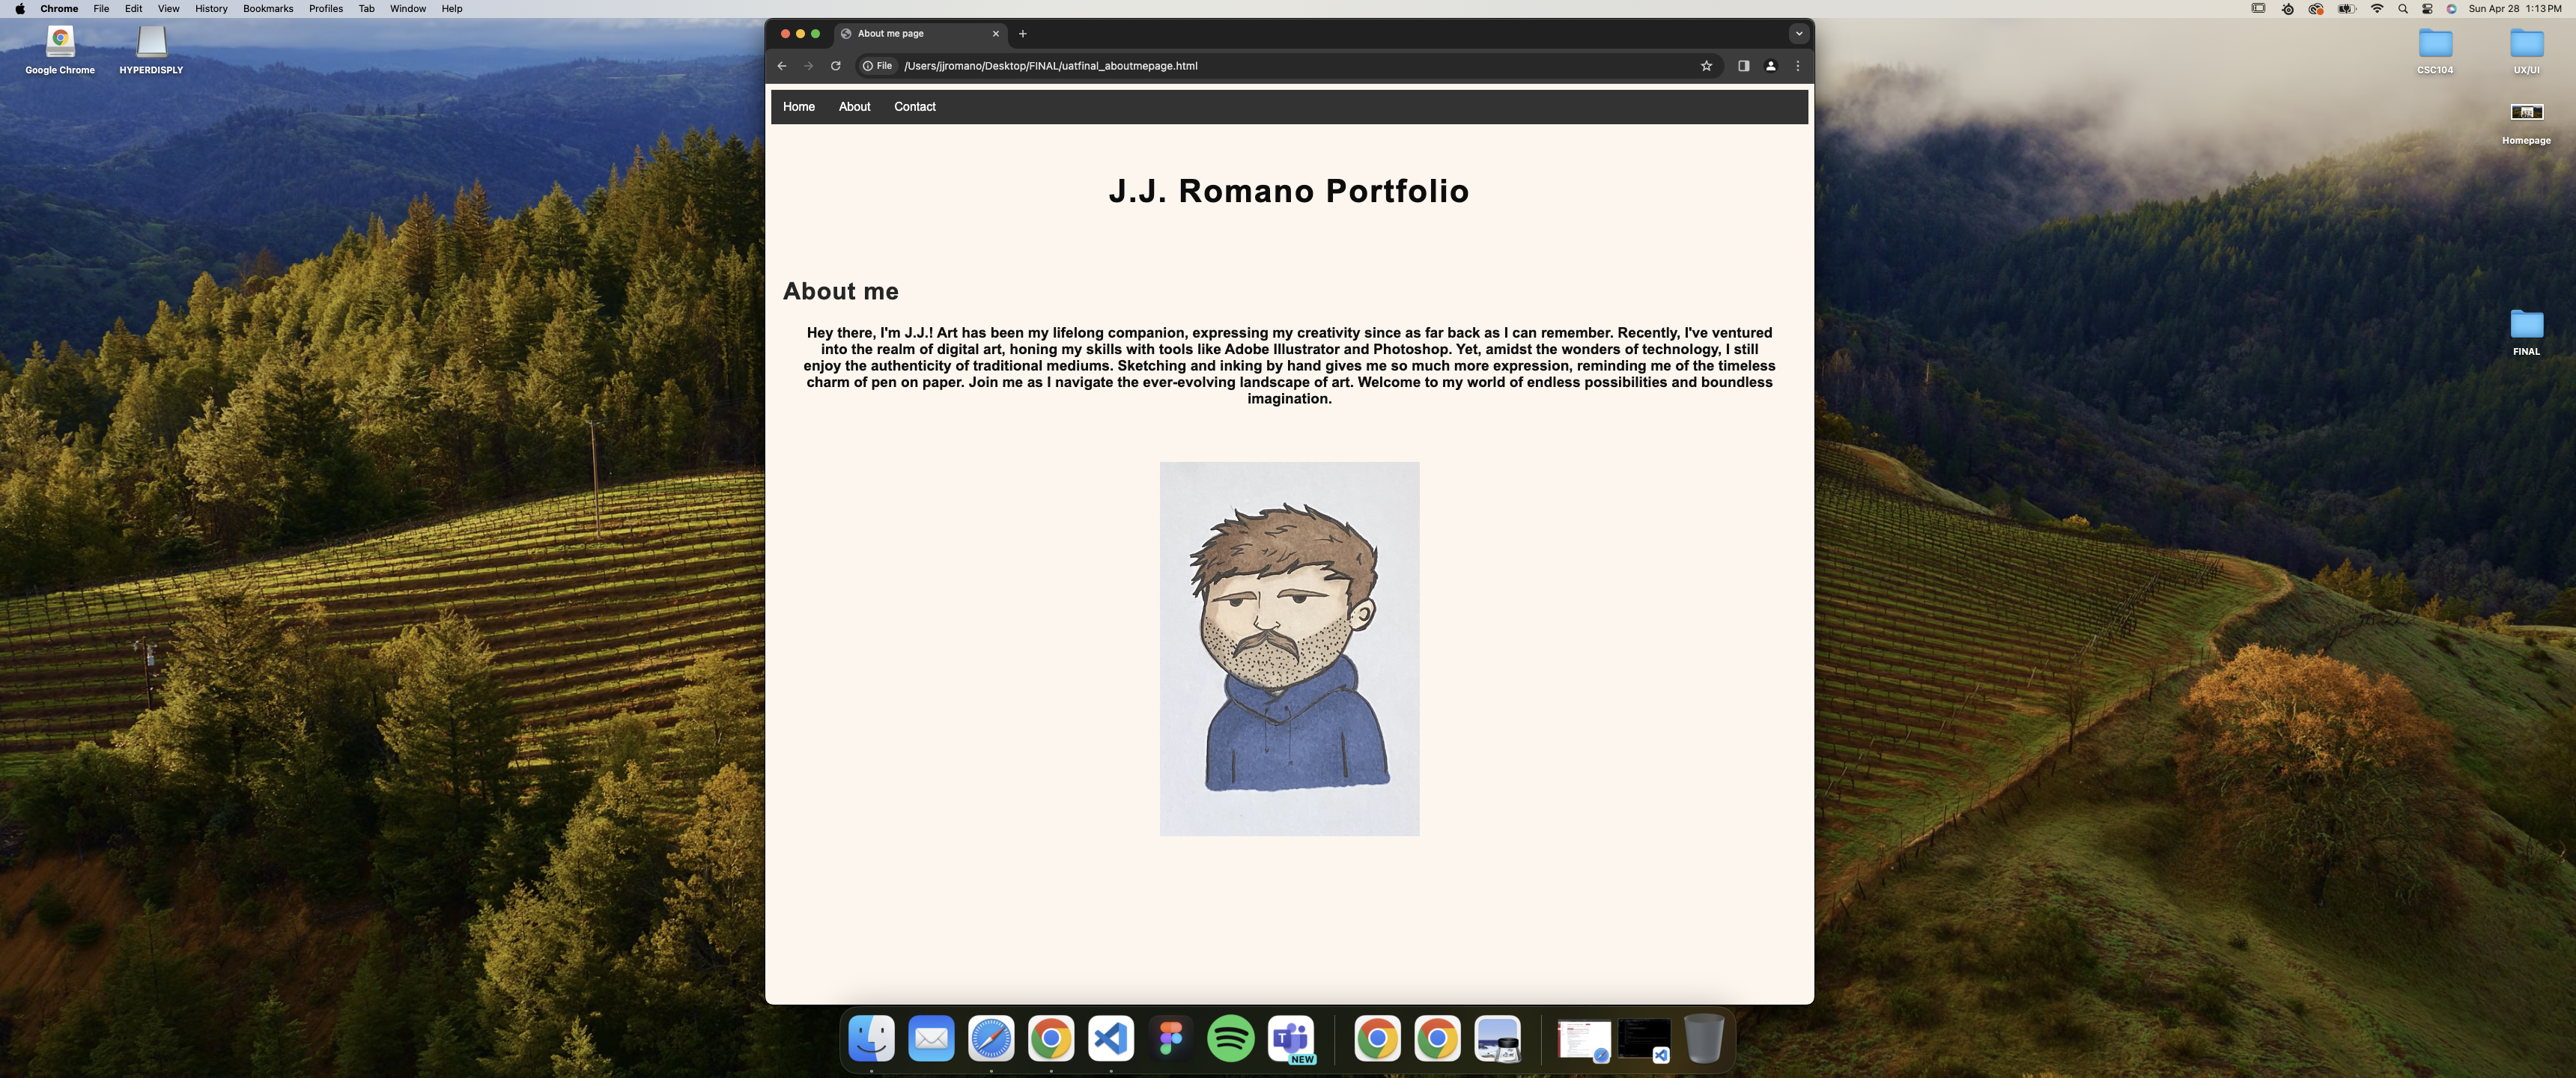 Chrome File Edit View History Bookmarks Profiles Tab Window Help
Sun Apr 28 1:13 PM
Google Chrome
HYPERDISPLY
CSC104
UX/UI
Homepage
FINAL
About me page
File /Users/jjromano/Desktop/FINAL/uatfinal_aboutmepage.html
Home About Contact
J.J. Romano Portfolio
About me
Hey there, I'm J.J.! Art has been my lifelong companion, expressing my creativity since as far back as I can remember. Recently, I've ventured
into the realm of digital art, honing my skills with tools like Adobe Illustrator and Photoshop. Yet, amidst the wonders of technology, I still
enjoy the authenticity of traditional mediums. Sketching and inking by hand gives me so much more expression, reminding me of the timeless
charm of pen on paper. Join me as I navigate the ever-evolving landscape of art. Welcome to my world of endless possibilities and boundless
imagination.
T
NEW